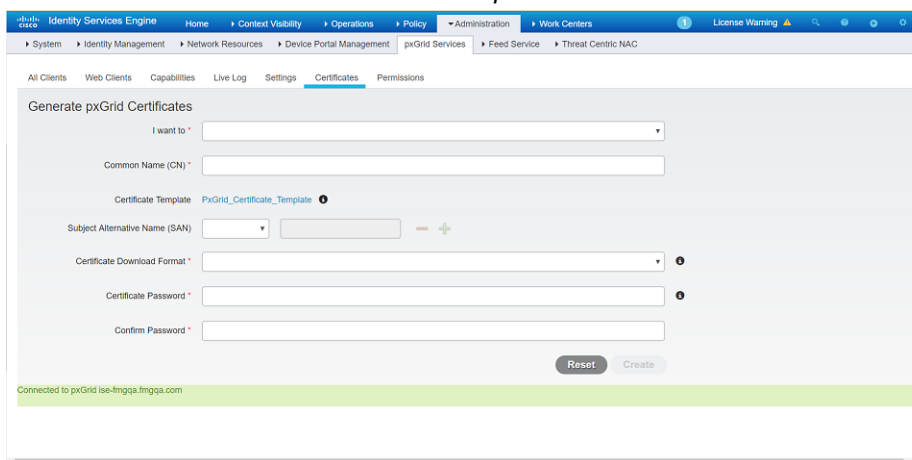 cisco Identity Services Engine Home Context Visibility Operations Policy Administration Work Centers 1 License Warning
System Identity Management Network Resources Device Portal Management pxGrid Services Feed Service Threat Centric NAC
All Clients Web Clients Capabilities Live Log Settings Certificates Permissions
Generate pxGrid Certificates
I want to *
Common Name (CN) *
Certificate Template PxGrid_Certificate_Template
Subject Alternative Name (SAN)
Certificate Download Format *
Certificate Password *
Confirm Password *
Reset Create
Connected to pxGrid ise-fmgqa.fmgqa.com